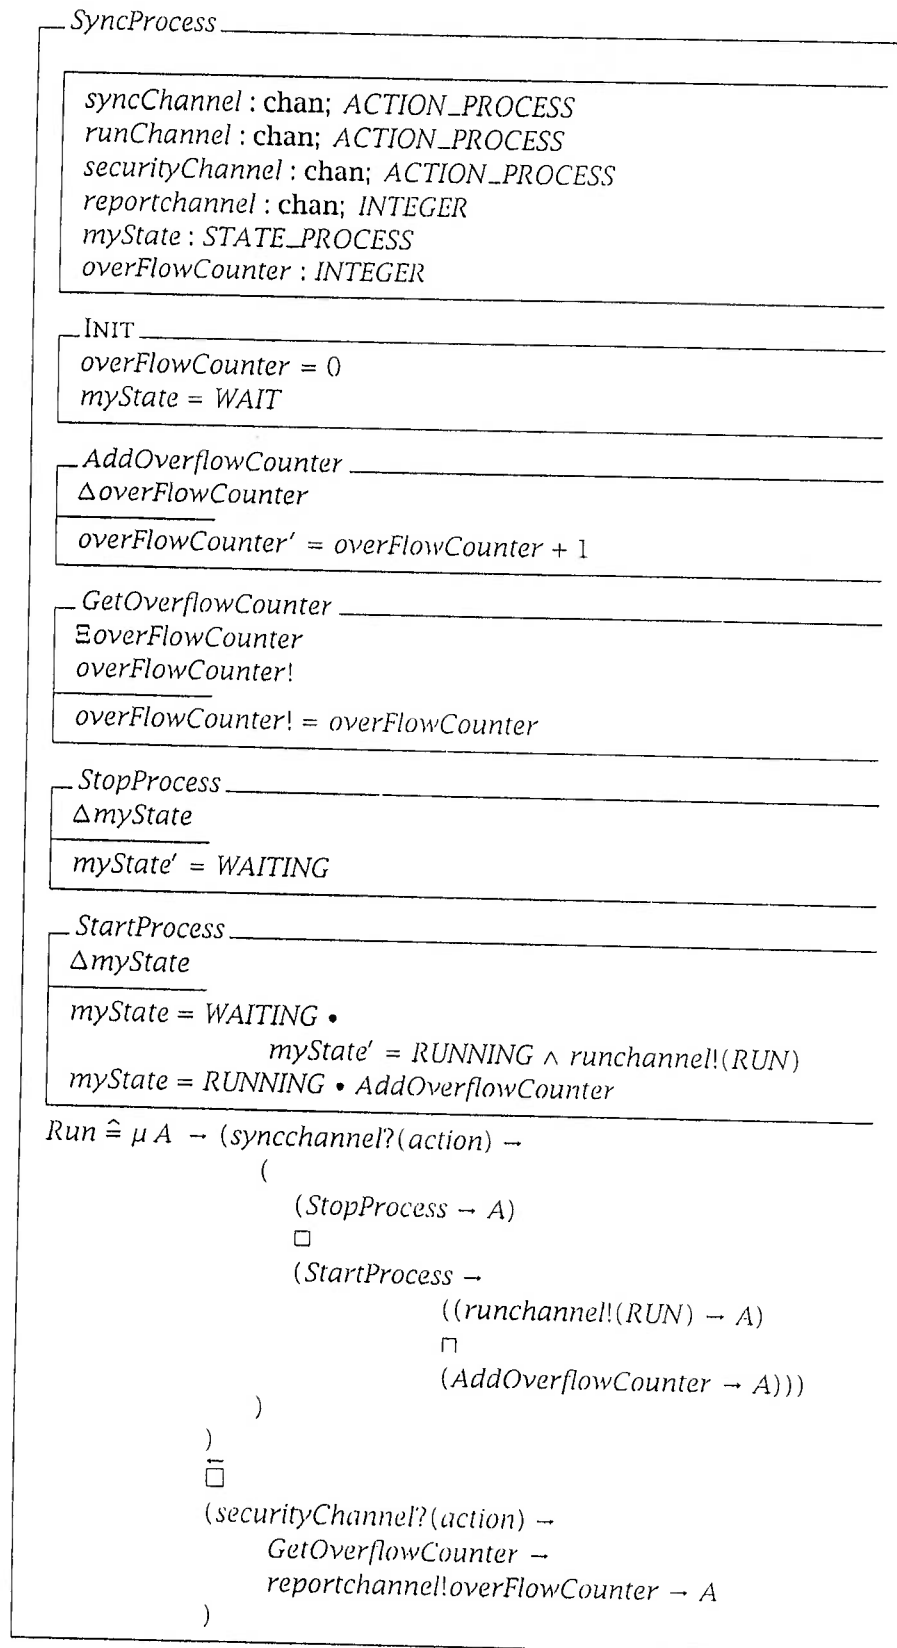 SyncProcess
syncChannel : chan; ACTION_PROCESS
runChannel : chan; ACTION_PROCESS
securityChannel : chan; ACTION_PROCESS
reportchannel : chan; INTEGER
myState : STATE_PROCESS
overFlowCounter : INTEGER
INIT
overFlowCounter = 0
myState = WAIT
AddOverflowCounter
ΔoverFlowCounter
overFlowCounter′ = overFlowCounter + 1
GetOverflowCounter
ΞoverFlowCounter
overFlowCounter!
overFlowCounter! = overFlowCounter
StopProcess
ΔmyState
myState′ = WAITING
StartProcess
ΔmyState
myState = WAITING •
myState′ = RUNNING ∧ runchannel!(RUN)
myState = RUNNING • AddOverflowCounter
Run ≙ μ A → (syncchannel?(action) →
(
(StopProcess → A)
□
(StartProcess →
((runchannel!(RUN) → A)
⊓
(AddOverflowCounter → A)))
)
)
□
(securityChannel?(action) →
GetOverflowCounter →
reportchannel!overFlowCounter → A
)